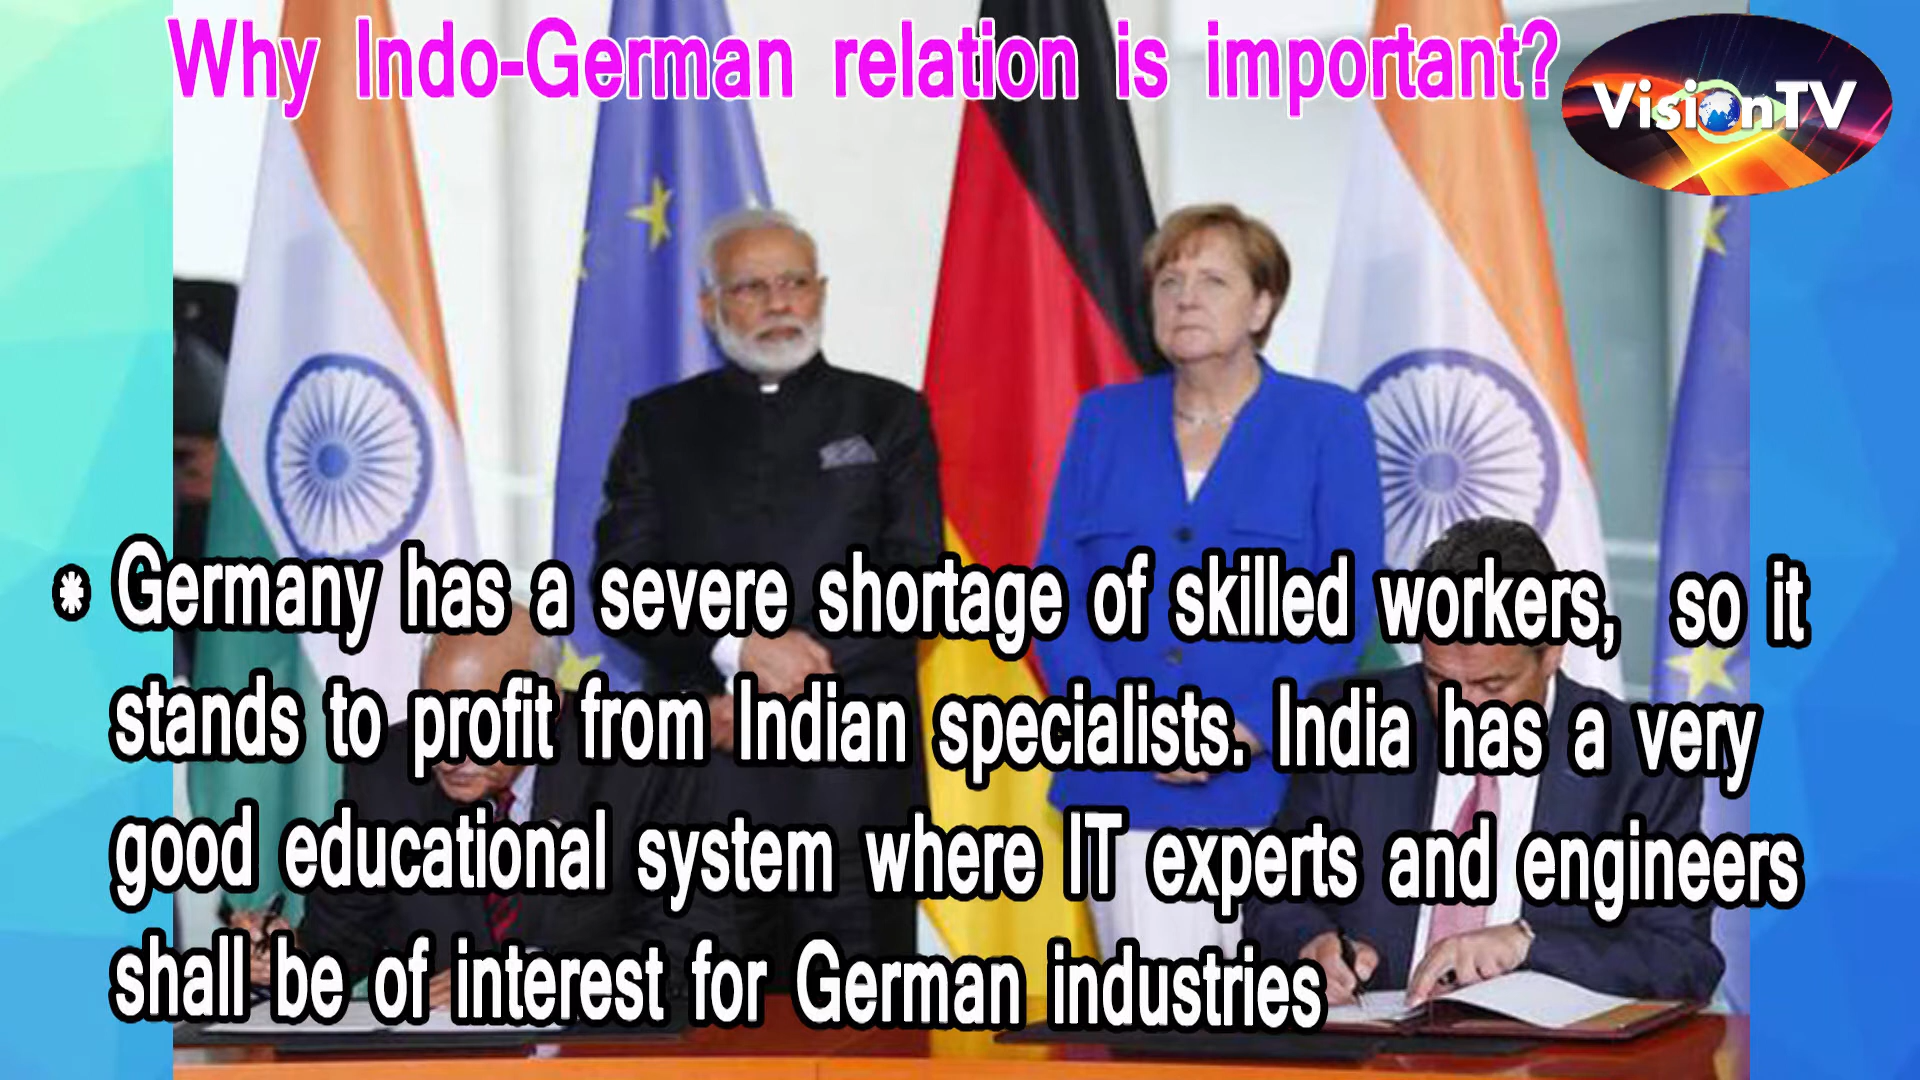 Why Indo-German relation is important?
VisionTV
* Germany has a severe shortage of skilled workers, so it
stands to profit from Indian specialists. India has a very
good educational system where IT experts and engineers
shall be of interest for German industries